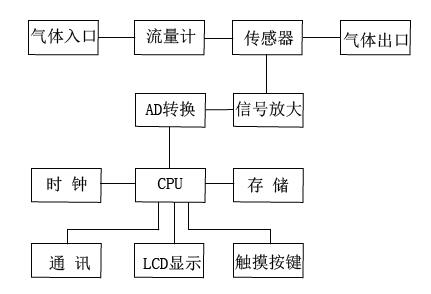 气体入口
流量计
传感器
气体出口
AD转换
信号放大
时 钟
CPU
存 储
通 讯
LCD显示
触摸按键